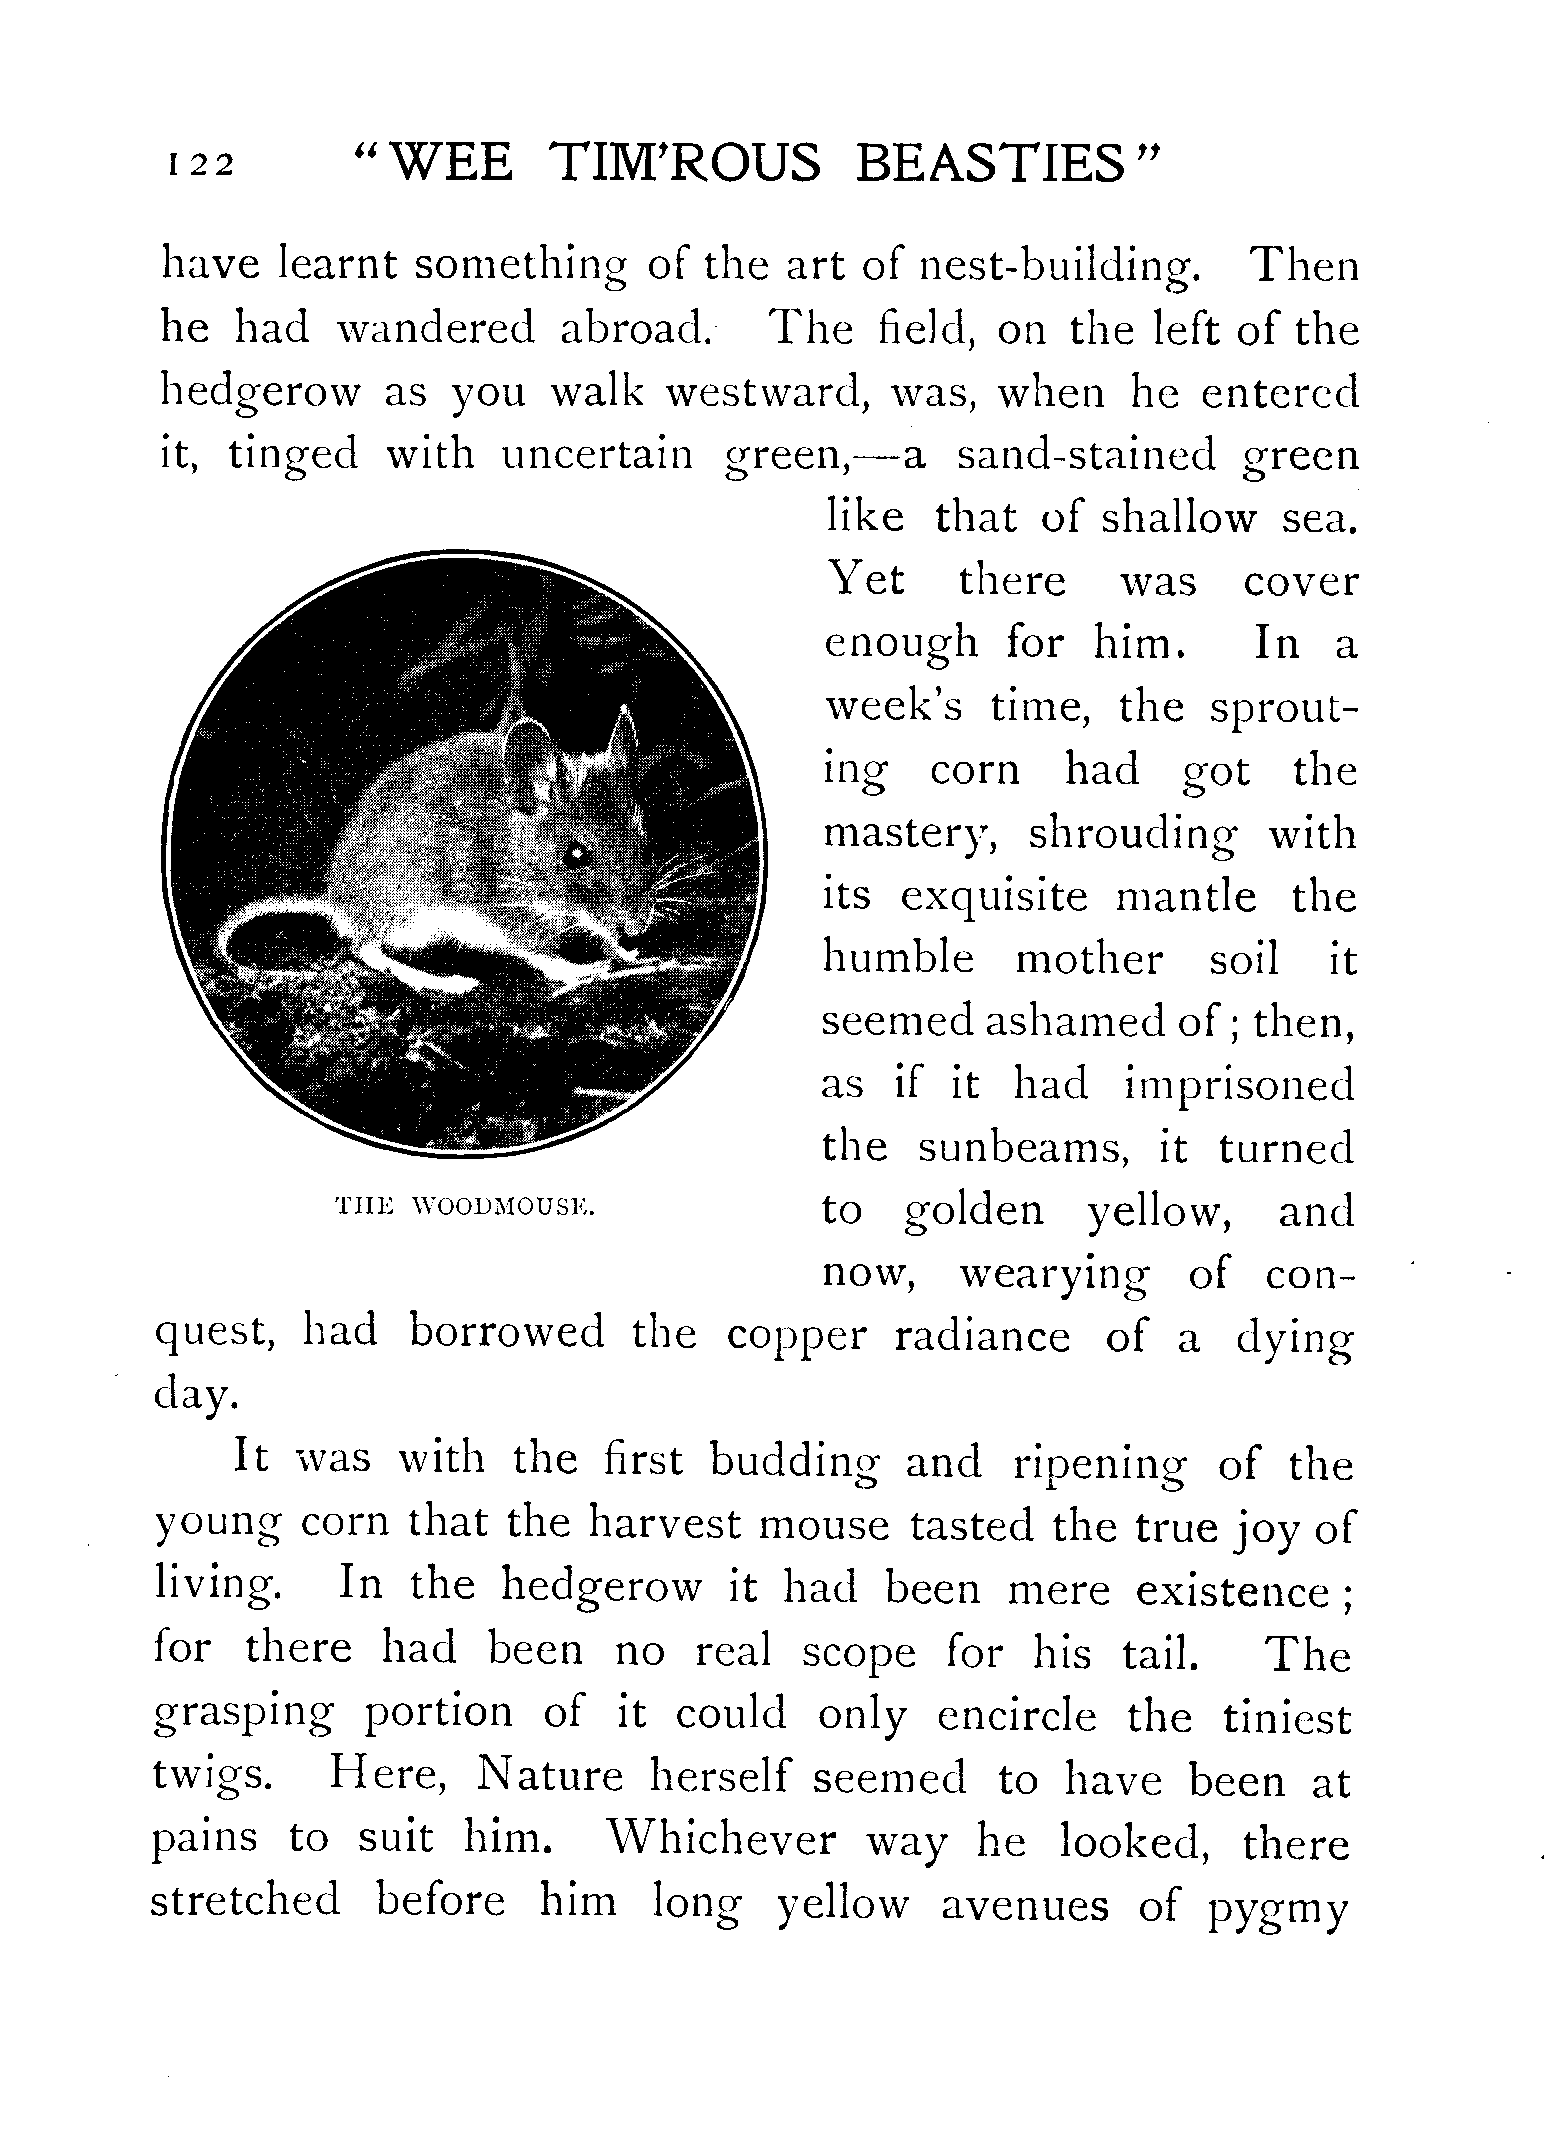 122 "WEE TIM'ROUS BEASTIES"
have learnt something of the art of nest-building. Then
he had wandered abroad. The field, on the left of the
hedgerow as you walk westward, was, when he entered
it, tinged with uncertain green,—a sand-stained green
like that of shallow sea.
Yet there was cover
enough for him. In a
week's time, the sprout-
ing corn had got the
mastery, shrouding with
its exquisite mantle the
humble mother soil it
seemed ashamed of ; then,
as if it had imprisoned
the sunbeams, it turned
to golden yellow, and
now, wearying of con-
THE WOODMOUSE.
quest, had borrowed the copper radiance of a dying
day.
It was with the first budding and ripening of the
young corn that the harvest mouse tasted the true joy of
living. In the hedgerow it had been mere existence ;
for there had been no real scope for his tail. The
grasping portion of it could only encircle the tiniest
twigs. Here, Nature herself seemed to have been at
pains to suit him. Whichever way he looked, there
stretched before him long yellow avenues of pygmy